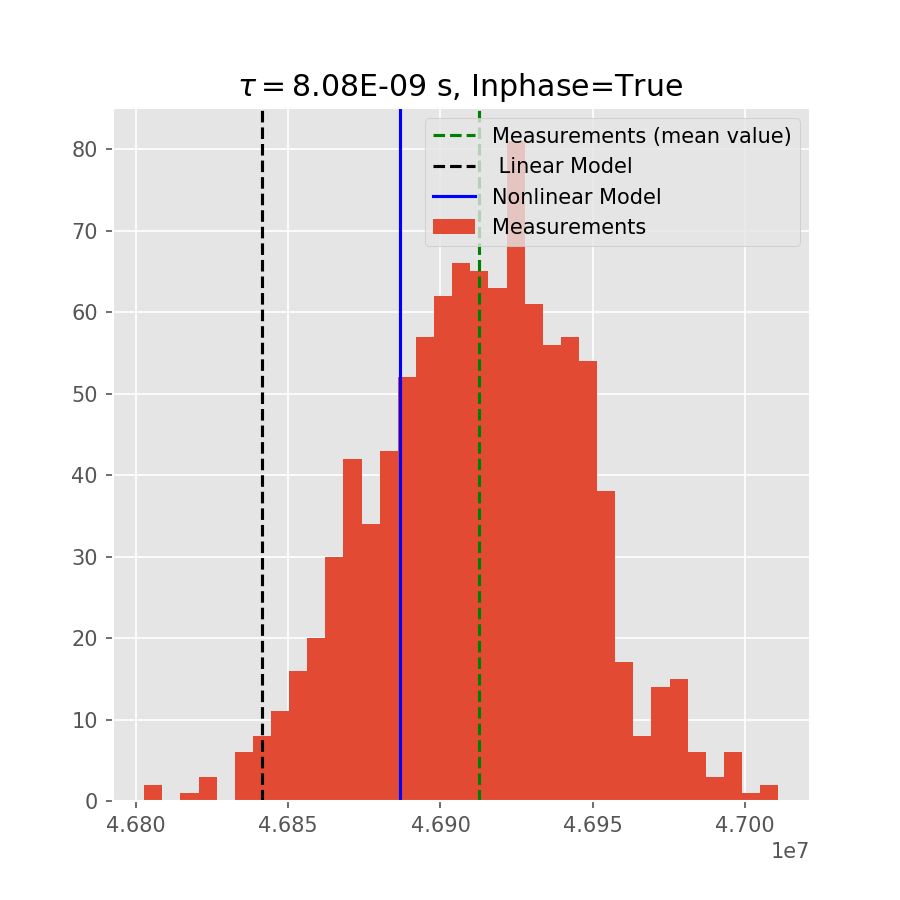 τ = 8.08E-09 s, Inphase=True
Measurements (mean value)
Linear Model
Nonlinear Model
Measurements
80
70
60
50
40
30
20
10
0
4.680 4.685 4.690 4.695 4.700
1e7